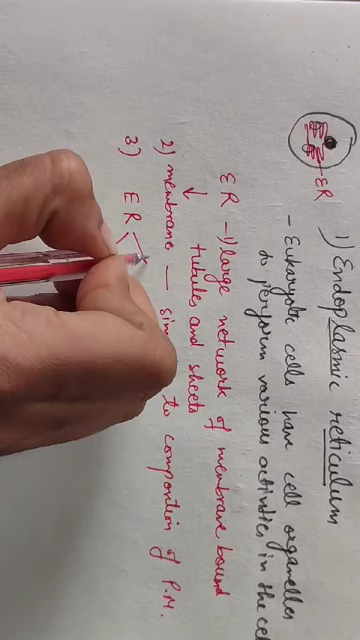 1) Endoplasmic reticulum
ER
- Eukaryotic cells have cell organelles
to perform various activities in the
ER - 1) large network of membrane bound
↓ tubules and sheets
2) membrane — to composition of P.M.
3) ER